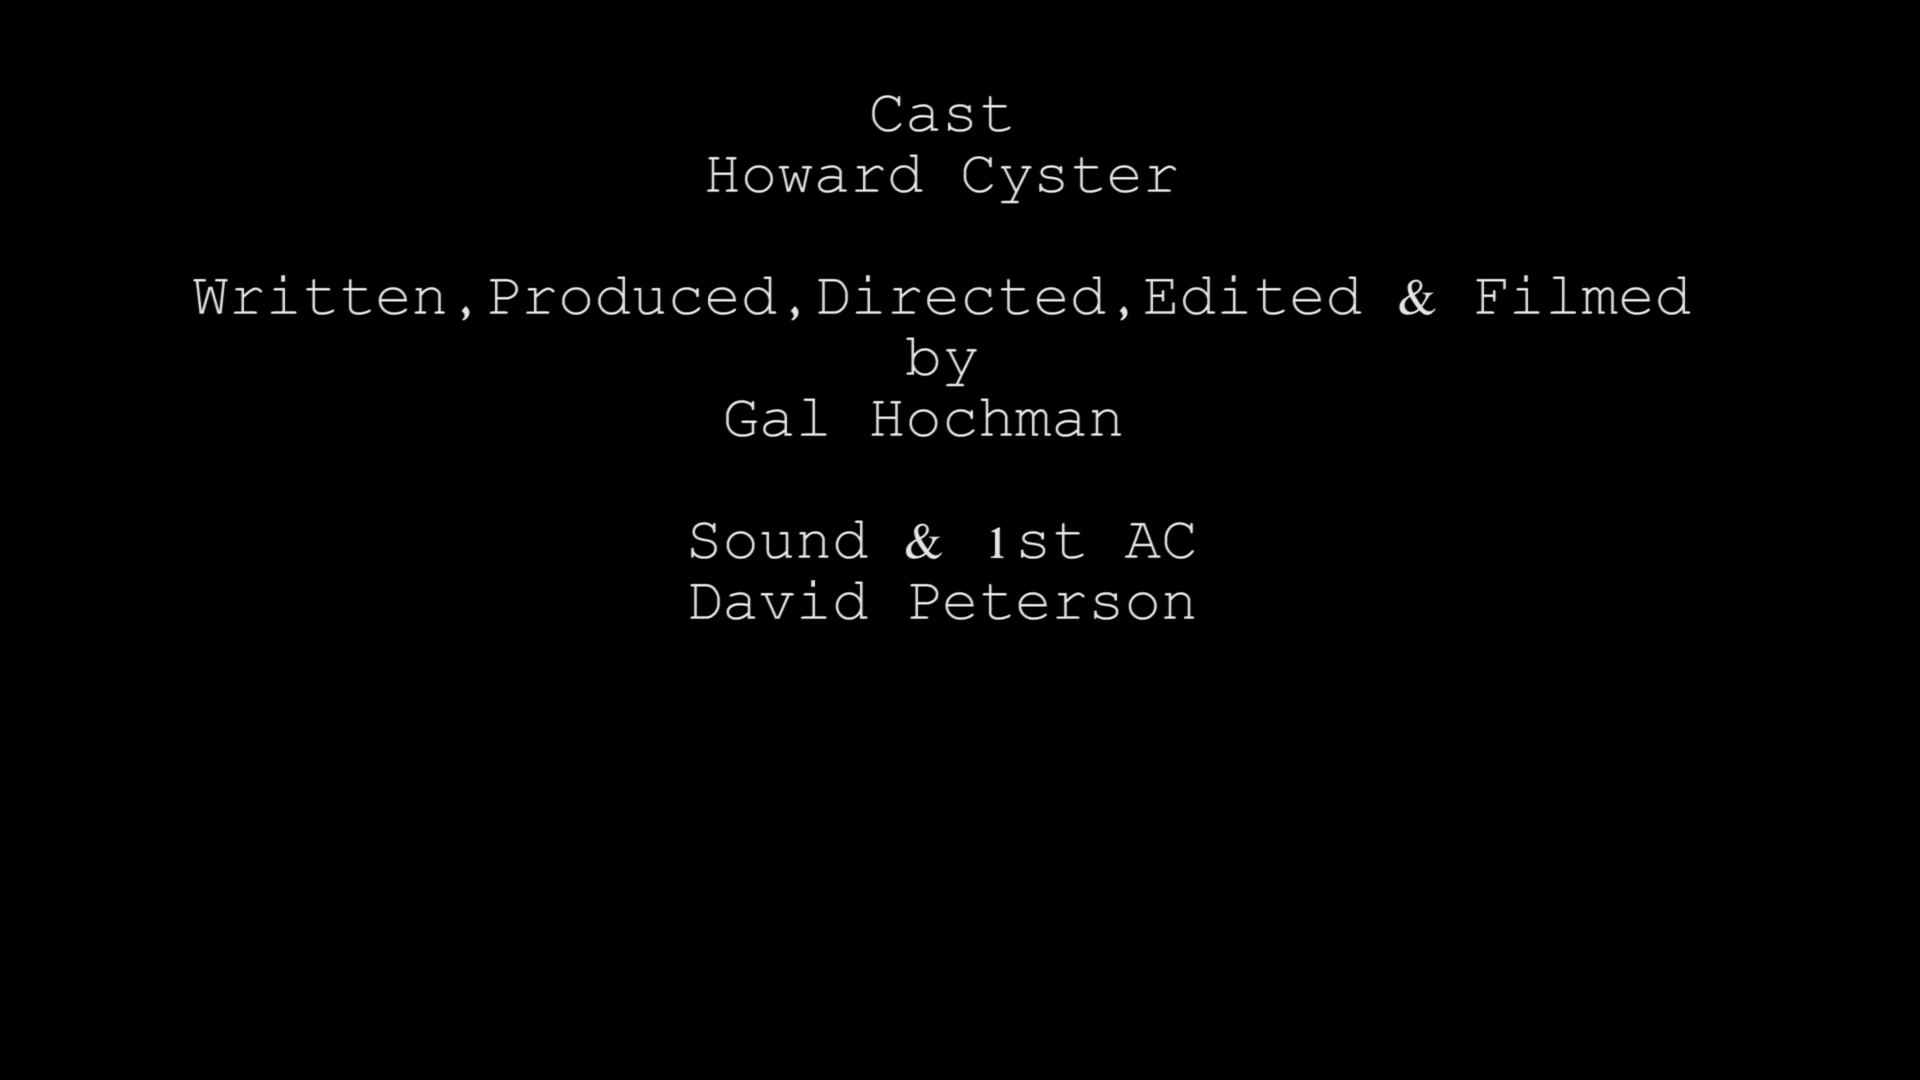 Cast
Howard Cyster
Written,Produced,Directed,Edited & Filmed
by
Gal Hochman
Sound & 1st AC
David Peterson